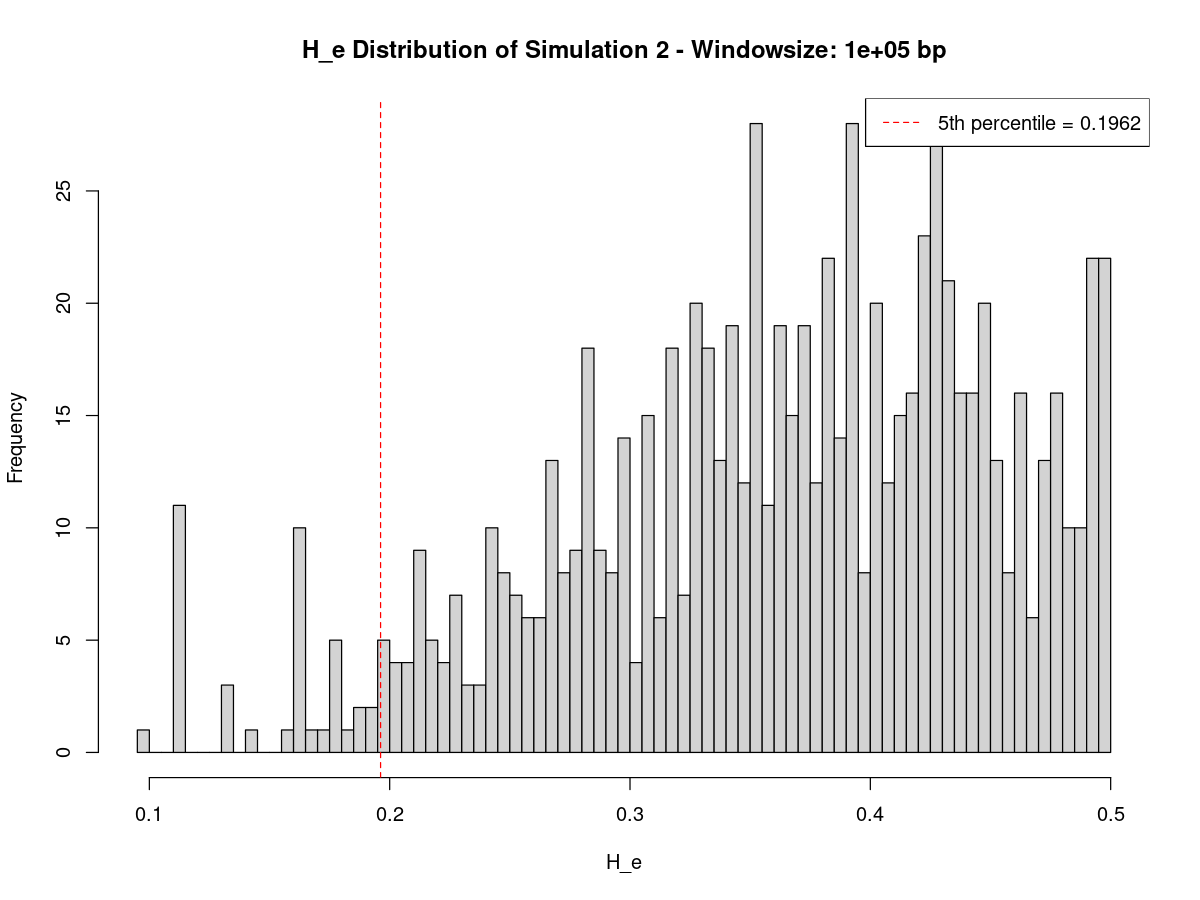 H_e Distribution of Simulation 2 - Windowsize: 1e+05 bp
5th percentile = 0.1962
Frequency
25
20
15
10
5
0
0.1 0.2 0.3 0.4 0.5
H_e